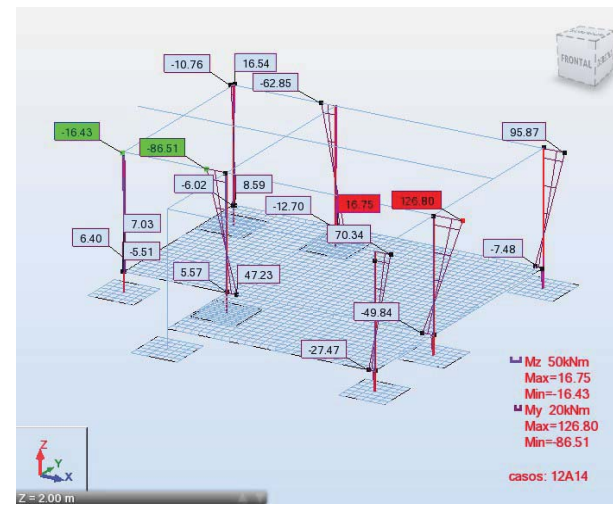 -10.76
16.54
-62.85
FRONTAL
-16.43
-86.51
95.87
-6.02
8.59
-12.70
16.75
126.80
7.03
70.34
6.40
-5.51
-7.48
5.57
47.23
-49.84
-27.47
Mz 50kNm
Max=16.75
Min=-16.43
My 20kNm
Max=126.80
Min=-86.51
casos: 12A14
Z
Y
X
Z = 2.00 m